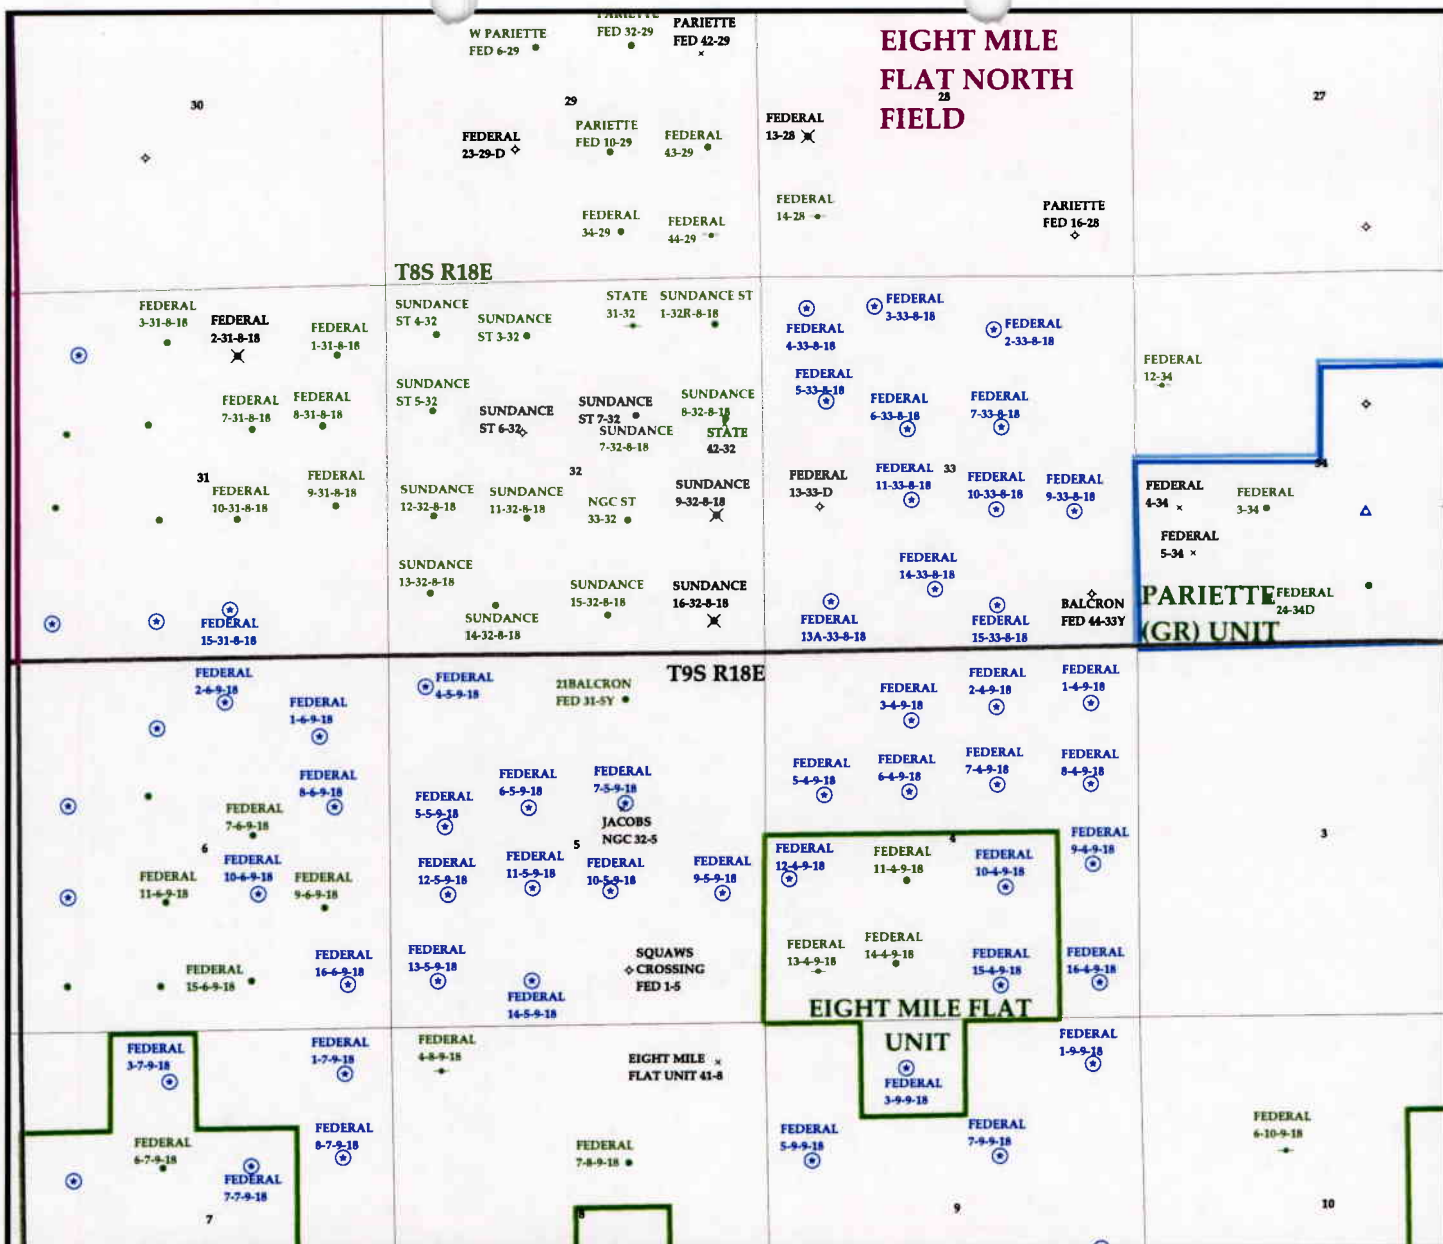 W PARIETTE
FED 6-29
PARIETTE
FED 32-29
PARIETTE
FED 42-29
EIGHT MILE
FLAT NORTH
FIELD
30
29
28
27
FEDERAL
23-29-D
PARIETTE
FED 10-29
FEDERAL
43-29
FEDERAL
13-28
FEDERAL
34-29
FEDERAL
44-29
FEDERAL
14-28
PARIETTE
FED 16-28
T8S R18E
FEDERAL
3-31-8-18
FEDERAL
2-31-8-18
FEDERAL
1-31-8-18
SUNDANCE
ST 4-32
SUNDANCE
ST 3-32
STATE
31-32
SUNDANCE ST
1-32R-8-18
FEDERAL
4-33-8-18
FEDERAL
3-33-8-18
FEDERAL
2-33-8-18
FEDERAL
12-34
FEDERAL
7-31-8-18
FEDERAL
8-31-8-18
SUNDANCE
ST 5-32
SUNDANCE
ST 6-32
SUNDANCE
ST 7-32
SUNDANCE
7-32-8-18
SUNDANCE
8-32-8-18
STATE
42-32
FEDERAL
5-33-8-18
FEDERAL
6-33-8-18
FEDERAL
7-33-8-18
31
32
33
34
FEDERAL
10-31-8-18
FEDERAL
9-31-8-18
SUNDANCE
12-32-8-18
SUNDANCE
11-32-8-18
NGC ST
33-32
SUNDANCE
9-32-8-18
FEDERAL
13-33-D
FEDERAL
11-33-8-18
FEDERAL
10-33-8-18
FEDERAL
9-33-8-18
FEDERAL
4-34
FEDERAL
3-34
FEDERAL
5-34
FEDERAL
15-31-8-18
SUNDANCE
13-32-8-18
SUNDANCE
14-32-8-18
SUNDANCE
15-32-8-18
SUNDANCE
16-32-8-18
FEDERAL
13A-33-8-18
FEDERAL
14-33-8-18
FEDERAL
15-33-8-18
BALCRON
FED 44-33Y
PARIETTE
(GR) UNIT
FEDERAL
24-34D
T9S R18E
FEDERAL
2-6-9-18
FEDERAL
1-6-9-18
FEDERAL
4-5-9-18
21BALCRON
FED 31-5Y
FEDERAL
3-4-9-18
FEDERAL
2-4-9-18
FEDERAL
1-4-9-18
FEDERAL
8-6-9-18
FEDERAL
7-6-9-18
FEDERAL
5-5-9-18
FEDERAL
6-5-9-18
FEDERAL
7-5-9-18
JACOBS
NGC 32-5
FEDERAL
5-4-9-18
FEDERAL
6-4-9-18
FEDERAL
7-4-9-18
FEDERAL
8-4-9-18
6
5
4
3
FEDERAL
11-6-9-18
FEDERAL
10-6-9-18
FEDERAL
9-6-9-18
FEDERAL
12-5-9-18
FEDERAL
11-5-9-18
FEDERAL
10-5-9-18
FEDERAL
9-5-9-18
FEDERAL
12-4-9-18
FEDERAL
11-4-9-18
FEDERAL
10-4-9-18
FEDERAL
9-4-9-18
FEDERAL
15-6-9-18
FEDERAL
16-6-9-18
FEDERAL
13-5-9-18
FEDERAL
14-5-9-18
SQUAWS
CROSSING
FED 1-5
FEDERAL
13-4-9-18
FEDERAL
14-4-9-18
FEDERAL
15-4-9-18
FEDERAL
16-4-9-18
EIGHT MILE FLAT
UNIT
FEDERAL
3-7-9-18
FEDERAL
1-7-9-18
FEDERAL
4-8-9-18
EIGHT MILE
FLAT UNIT 41-8
FEDERAL
3-9-9-18
FEDERAL
1-9-9-18
FEDERAL
6-7-9-18
FEDERAL
7-7-9-18
FEDERAL
8-7-9-18
FEDERAL
7-8-9-18
FEDERAL
5-9-9-18
FEDERAL
7-9-9-18
FEDERAL
6-10-9-18
7
8
9
10